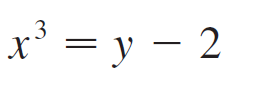 x³ = y − 2